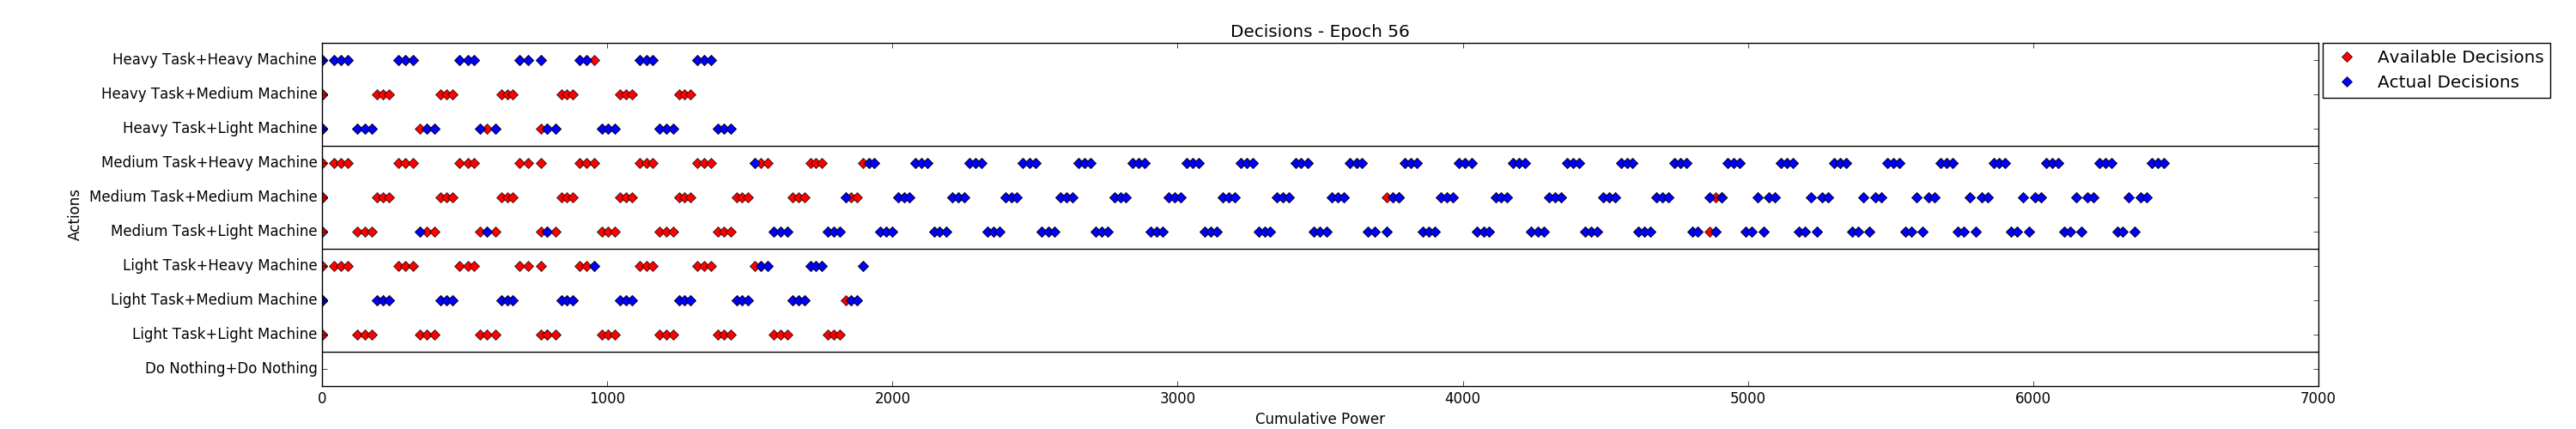 Decisions - Epoch 56
Heavy Task+Heavy Machine
Heavy Task+Medium Machine
Heavy Task+Light Machine
Medium Task+Heavy Machine
Medium Task+Medium Machine
Medium Task+Light Machine
Light Task+Heavy Machine
Light Task+Medium Machine
Light Task+Light Machine
Do Nothing+Do Nothing
Actions
0 1000 2000 3000 4000 5000 6000 7000
Cumulative Power
Available Decisions
Actual Decisions